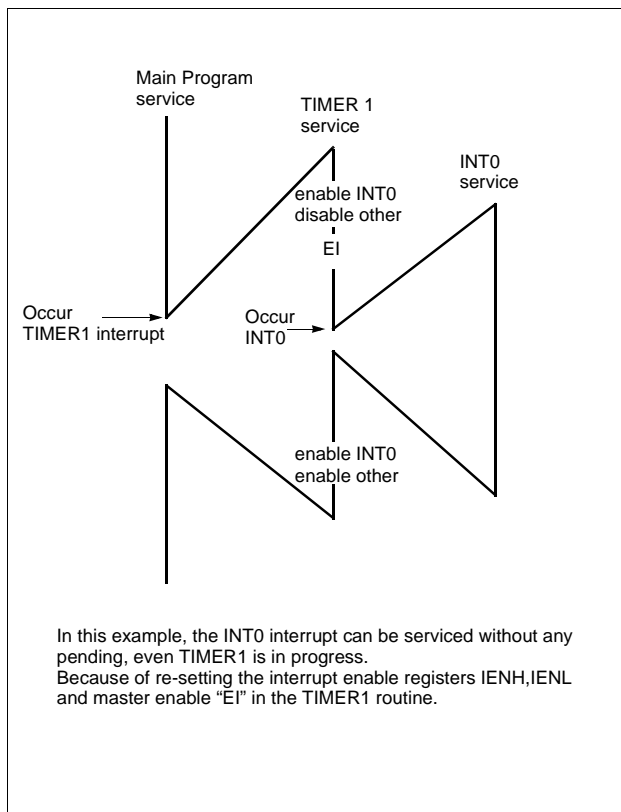 Main Program
service
TIMER 1
service
INT0
service
enable INT0
disable other
EI
Occur
TIMER1 interrupt
Occur
INT0
enable INT0
enable other
In this example, the INT0 interrupt can be serviced without any
pending, even TIMER1 is in progress.
Because of re-setting the interrupt enable registers IENH,IENL
and master enable “EI” in the TIMER1 routine.